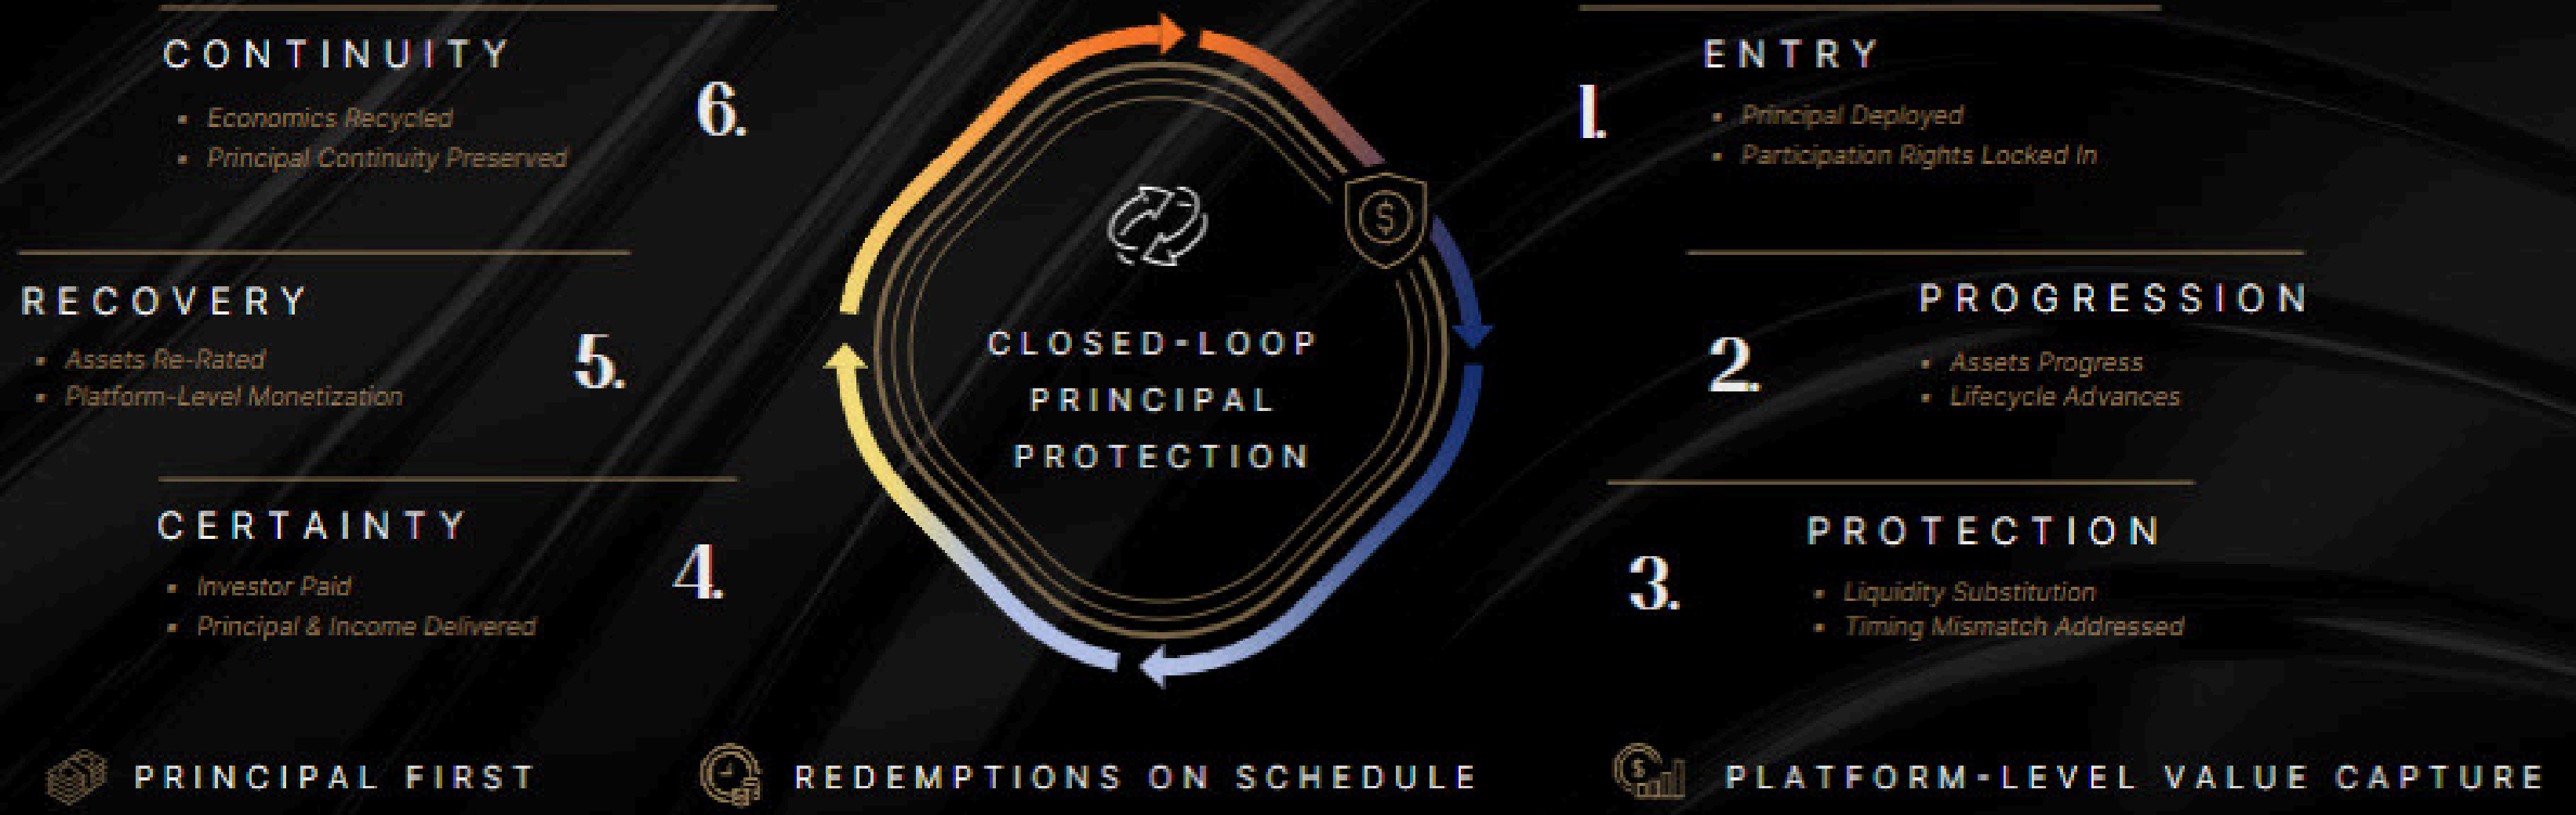 CONTINUITY
▪ Economics Recycled
▪ Principal Continuity Preserved
6.
RECOVERY
▪ Assets Re-Rated
▪ Platform-Level Monetization
5.
CERTAINTY
▪ Investor Paid
▪ Principal & Income Delivered
4.
$
CLOSED-LOOP
PRINCIPAL
PROTECTION
1.
ENTRY
▪ Principal Deployed
▪ Participation Rights Locked In
2.
PROGRESSION
▪ Assets Progress
▪ Lifecycle Advances
3.
PROTECTION
▪ Liquidity Substitution
▪ Timing Mismatch Addressed
PRINCIPAL FIRST
REDEMPTIONS ON SCHEDULE
$
PLATFORM-LEVEL VALUE CAPTURE